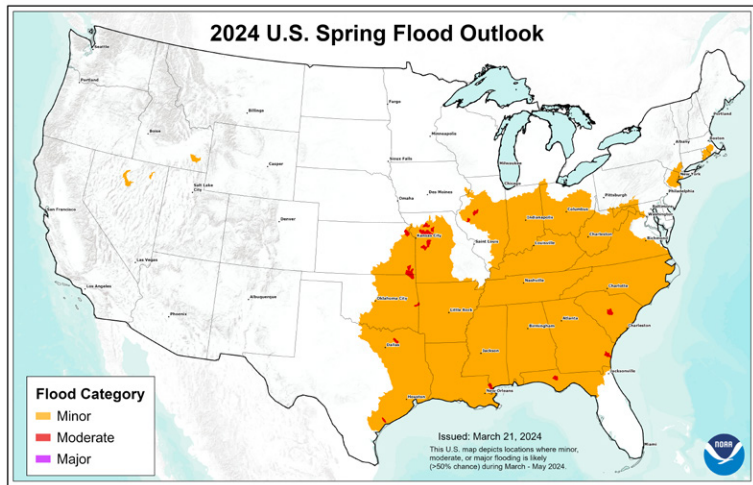 2024 U.S. Spring Flood Outlook
Seattle
Portland
Billings
Fargo
Minneapolis
Portland
Boise
Albany
Boston
Casper
Sioux Falls
Milwaukee
New York
Salt Lake City
Chicago
Philadelphia
Omaha
Des Moines
Pittsburgh
San Francisco
Denver
Indianapolis
Columbus
Washington
Kansas City
Saint Louis
Louisville
Charleston
Richmond
Las Vegas
Nashville
Los Angeles
Albuquerque
Oklahoma City
Little Rock
Charlotte
Phoenix
Birmingham
Atlanta
Charleston
Dallas
Jackson
Jacksonville
Houston
New Orleans
Miami
Flood Category
Minor
Moderate
Major
Issued: March 21, 2024
This U.S. map depicts locations where minor,
moderate, or major flooding is likely
(>50% chance) during March - May 2024.
NOAA